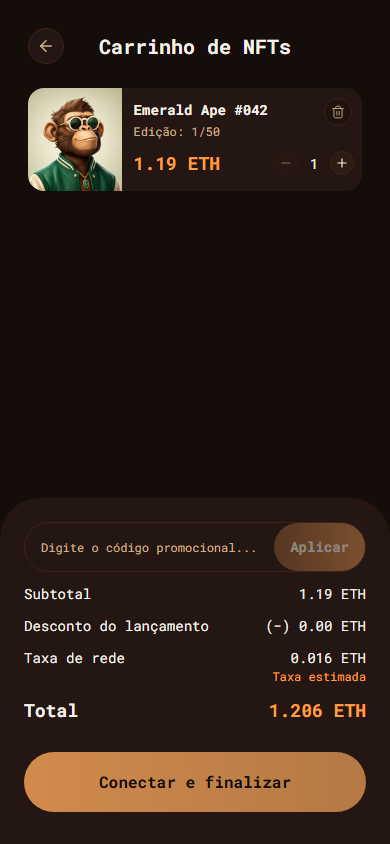 Carrinho de NFTs
Emerald Ape #042
Edição: 1/50
1.19 ETH
1
Digite o código promocional...
Aplicar
Subtotal 1.19 ETH
Desconto do lançamento (-) 0.00 ETH
Taxa de rede 0.016 ETH
Taxa estimada
Total 1.206 ETH
Conectar e finalizar